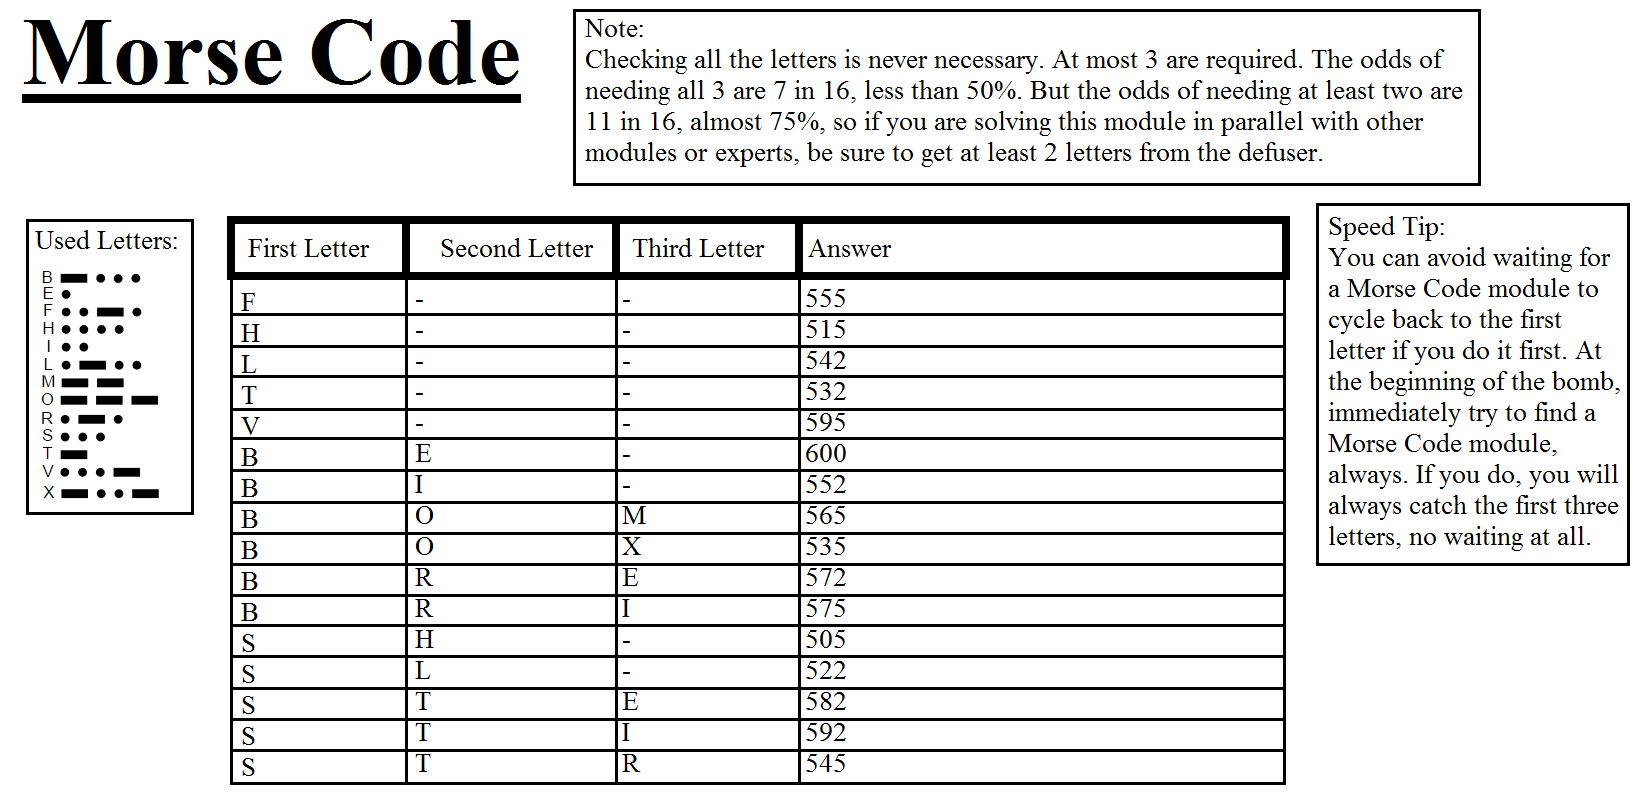 Morse Code
Note:
Checking all the letters is never necessary. At most 3 are required. The odds of
needing all 3 are 7 in 16, less than 50%. But the odds of needing at least two are
11 in 16, almost 75%, so if you are solving this module in parallel with other
modules or experts, be sure to get at least 2 letters from the defuser.
Used Letters:
B
E
F
H
I
L
M
O
R
S
T
V
X
First Letter Second Letter Third Letter Answer
F - - 555
H - - 515
L - - 542
T - - 532
V - - 595
B E - 600
B I - 552
B O M 565
B O X 535
B R E 572
B R I 575
S H - 505
S L - 522
S T E 582
S T I 592
S T R 545
Speed Tip:
You can avoid waiting for
a Morse Code module to
cycle back to the first
letter if you do it first. At
the beginning of the bomb,
immediately try to find a
Morse Code module,
always. If you do, you will
always catch the first three
letters, no waiting at all.